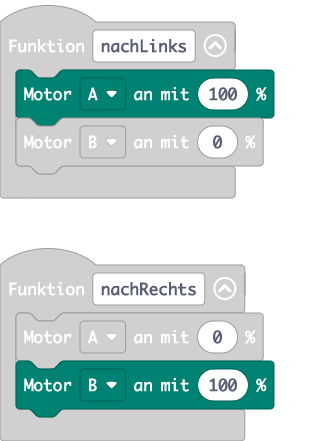 Funktion nachLinks
Motor A an mit 100 %
Motor B an mit 0 %
Funktion nachRechts
Motor A an mit 0 %
Motor B an mit 100 %